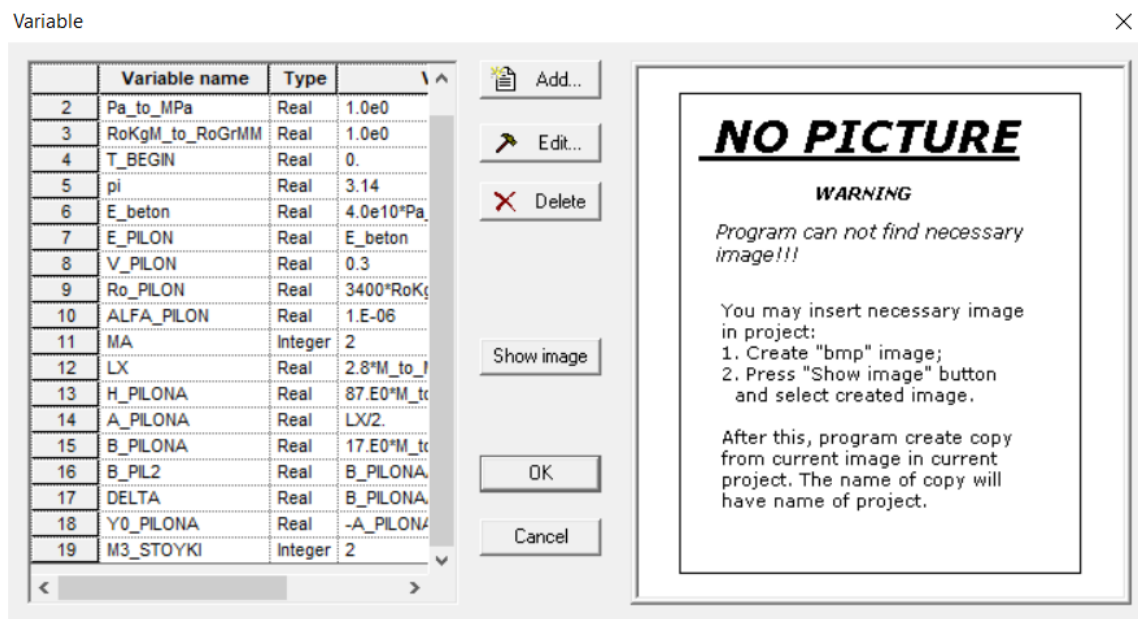 Variable
Variable name Type V
2 Pa_to_MPa Real 1.0e0
3 RoKgM_to_RoGrMM Real 1.0e0
4 T_BEGIN Real 0.
5 pi Real 3.14
6 E_beton Real 4.0e10*Pa_
7 E_PILON Real E_beton
8 V_PILON Real 0.3
9 Ro_PILON Real 3400*RoKg
10 ALFA_PILON Real 1.E-06
11 MA Integer 2
12 LX Real 2.8*M_to_M
13 H_PILONA Real 87.E0*M_to
14 A_PILONA Real LX/2.
15 B_PILONA Real 17.E0*M_to
16 B_PIL2 Real B_PILONA
17 DELTA Real B_PILONA
18 Y0_PILONA Real -A_PILONA
19 M3_STOYKI Integer 2
Add...
Edit...
Delete
Show image
OK
Cancel
NO PICTURE
WARNING
Program can not find necessary
image!!!
You may insert necessary image
in project:
1. Create "bmp" image;
2. Press "Show image" button
and select created image.
After this, program create copy
from current image in current
project. The name of copy will
have name of project.